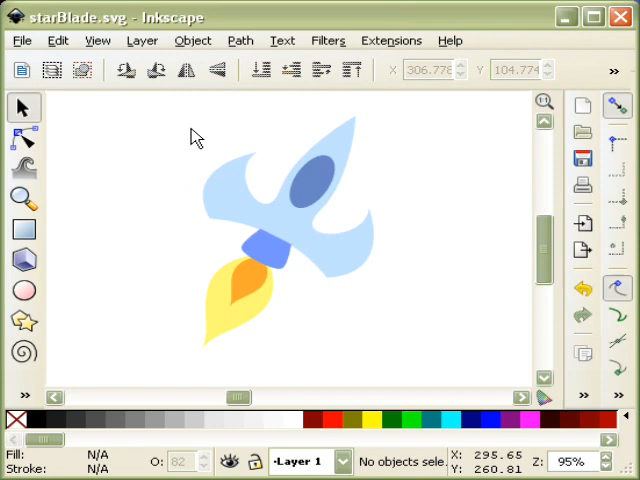 starBlade.svg - Inkscape
File Edit View Layer Object Path Text Filters Extensions Help
X 306.778 Y 104.774 »
» » »
Fill: N/A O: 82 •Layer 1 No objects sele. X: 295.65 Z: 95%
Stroke: N/A Y: 260.81